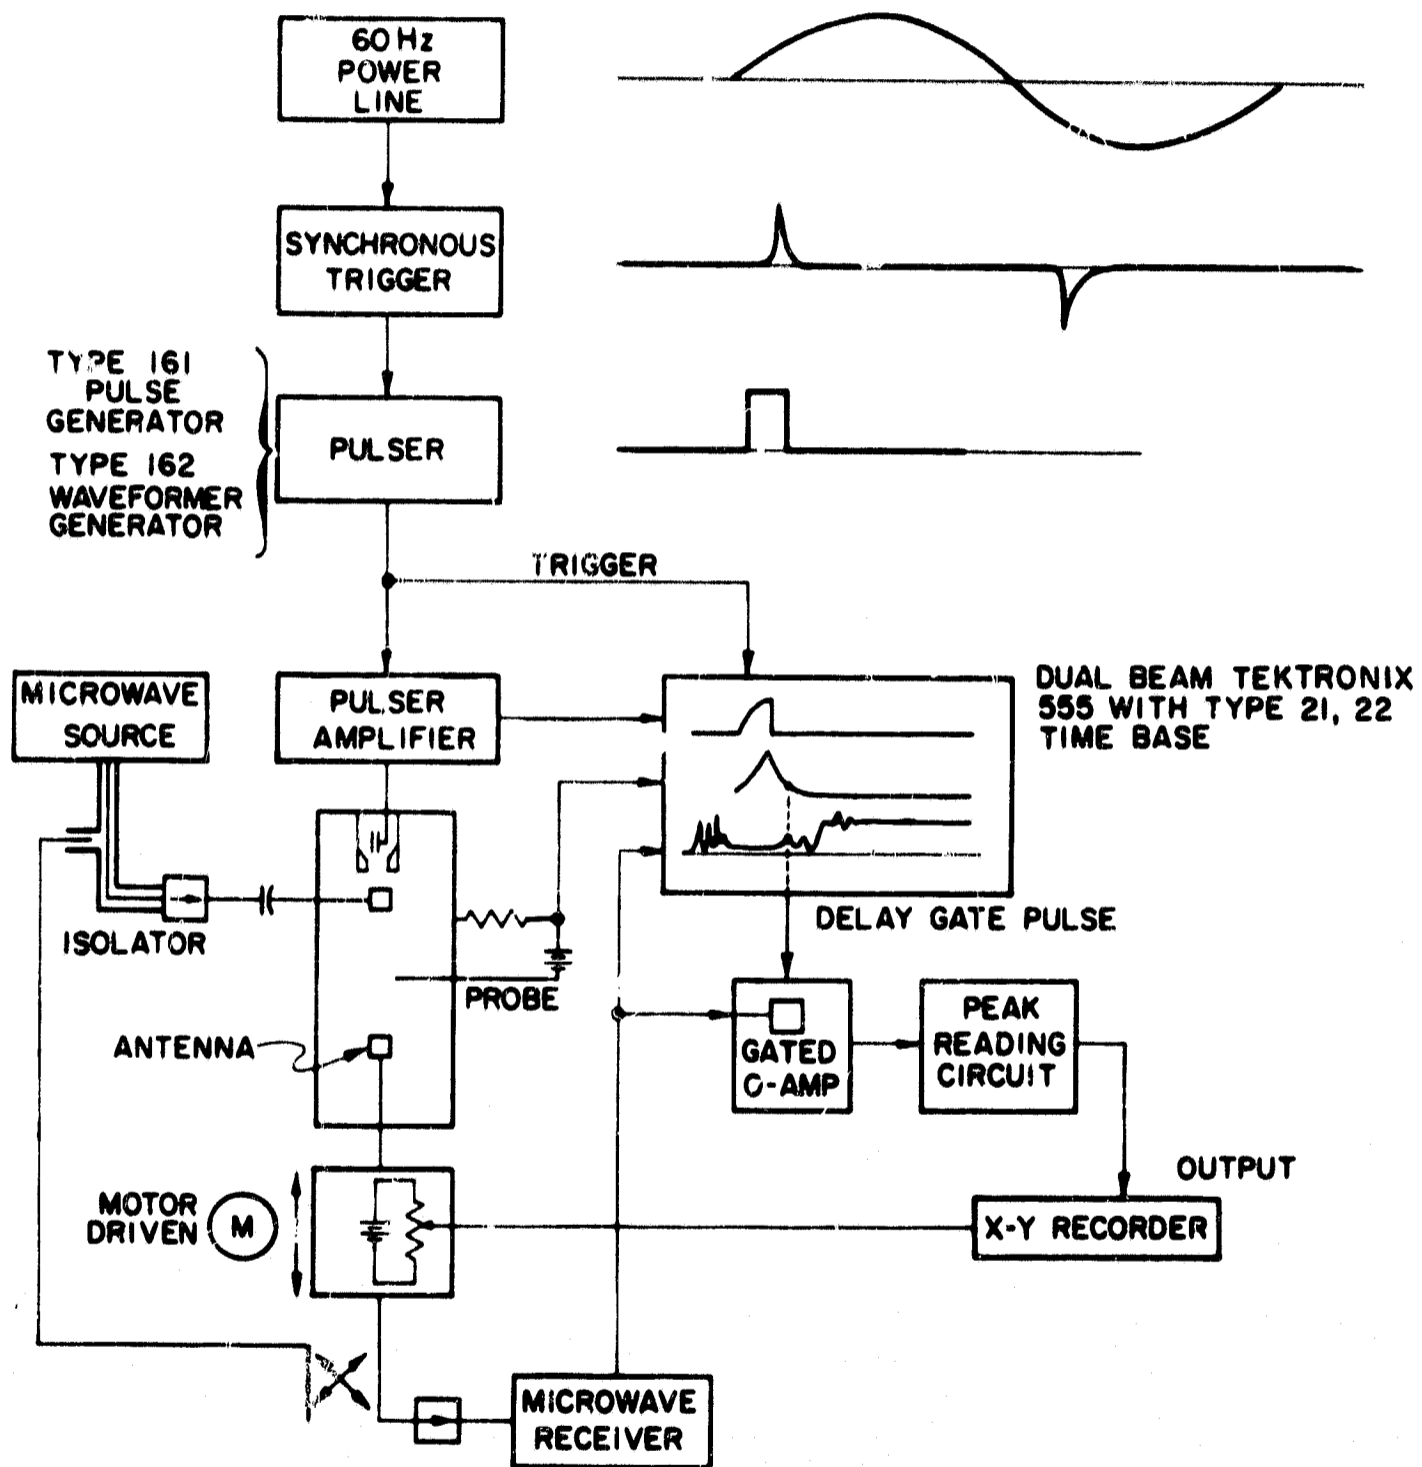 60 Hz
POWER
LINE
SYNCHRONOUS
TRIGGER
TYPE 161
PULSE
GENERATOR
TYPE 162
WAVEFORMER
GENERATOR
PULSER
TRIGGER
MICROWAVE
SOURCE
PULSER
AMPLIFIER
DUAL BEAM TEKTRONIX
555 WITH TYPE 21, 22
TIME BASE
ISOLATOR
DELAY GATE PULSE
PROBE
ANTENNA
GATED
O-AMP
PEAK
READING
CIRCUIT
OUTPUT
MOTOR
DRIVEN
M
X-Y RECORDER
MICROWAVE
RECEIVER